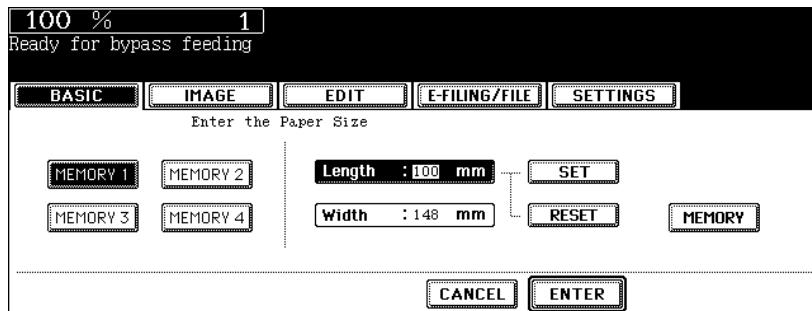 100 % 1
Ready for bypass feeding
BASIC IMAGE EDIT E-FILING/FILE SETTINGS
Enter the Paper Size
MEMORY 1 MEMORY 2 Length : 100 mm SET
MEMORY 3 MEMORY 4 Width : 148 mm RESET MEMORY
CANCEL ENTER